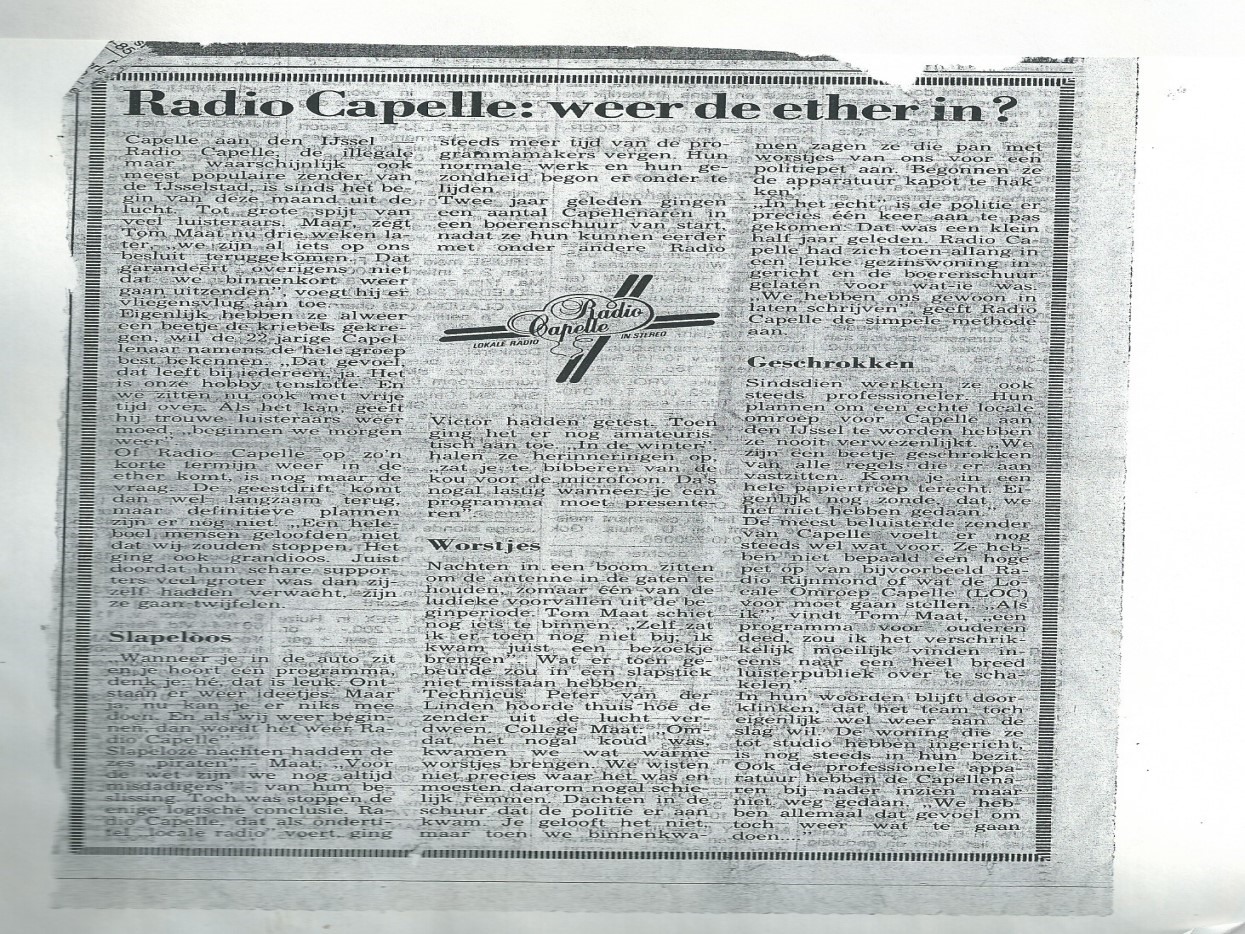 Radio Capelle: weer de ether in?
Capelle aan den IJssel —
Radio Capelle, de illegale
maar waarschijnlijk ook
meest populaire zender van
de IJsselstad, is sinds het be-
gin van deze maand uit de
lucht. Tot grote spijt van
veel luisteraars. Maar, zegt
Tom Maat nu drie weken la-
ter, „we zijn al iets op ons
besluit teruggekomen. Dat
garandeert overigens niet
dat we binnenkort weer
gaan uitzenden”, voegt hij er
vliegensvlug aan toe.
Eigenlijk hebben ze alweer
een beetje de kriebels gekre-
gen, wil de 22-jarige Capel-
lenaar namens de hele groep
best bekennen. „Dat gevoel,
dat leeft bij iedereen, ja. Het
is onze hobby tenslotte. En
we zitten nu ook met vrije
tijd over. Als het kan, geeft
hij trouwe luisteraars weer
moed, „beginnen we morgen
weer”.
Of Radio Capelle op zo'n
korte termijn weer in de
ether komt, is nog maar de
vraag. De geestdrift komt
dan wel langzaam terug,
maar definitieve plannen
zijn er nog niet. „Een hele-
boel mensen geloofden niet
dat wij zouden stoppen. Het
ging ook grandioos. Juist
doordat hun schare suppor-
ters veel groter was dan zij-
zelf hadden verwacht, zijn
ze gaan twijfelen.
Slapeloos
„Wanneer je in de auto zit
en je hoort een programma,
denk je: hé, dat is leuk. Ont-
staan er weer ideetjes. Maar
ja, nu kan je er niks mee
doen. En als wij weer begin-
nen, dan wordt het weer Ra-
dio Capelle”.
Slapeloze nachten hadden de
zes „piraten” — Maat: „Voor
de wet zijn we nog altijd
misdadigers” — van hun be-
slissing. Toch was stoppen de
enige logische conclusie. Ra-
dio Capelle, dat als onderti-
tel „locale radio” voert, ging
steeds meer tijd van de pro-
grammamakers vergen. Hun
normale werk en hun ge-
zondheid begon er onder te
lijden.
Twee jaar geleden gingen
een aantal Capellenaren in
een boerenschuur van start,
nadat ze hun kunnen eerder
met onder andere Radio
Radio
Capelle
LOKALE RADIO IN STEREO
Victor hadden getest. Toen
ging het er nog amateuris-
tisch aan toe. „In de winter”
halen ze herinneringen op,
„zat je te bibberen van de
kou voor de microfoon. Da's
nogal lastig wanneer je een
programma moet presente-
ren”.
Worstjes
Nachten in een boom zitten
om de antenne in de gaten te
houden, zomaar één van de
ludieke voorvallen uit de be-
ginperiode. Tom Maat schiet
nog iets te binnen. „Zelf zat
ik er toen nog niet bij, ik
kwam juist een bezoekje
brengen”. Wat er toen ge-
beurde zou in een slapstick
niet misstaan hebben.
Technicus Peter van der
Linden hoorde thuis hoe de
zender uit de lucht ver-
dween. College Maat: „Om-
dat het nogal koud was,
kwamen we wat warme
worstjes brengen. We wisten
niet precies waar het was en
moesten daarom nogal schie-
lijk remmen. Dachten in de
schuur dat de politie er aan
kwam. Je gelooft het niet,
maar toen we binnenkwa-
men zagen ze die pan met
worstjes van ons voor een
politiepet aan. Begonnen ze
de apparatuur kapot te hak-
ken”.
„In het echt” is de politie er
precies één keer aan te pas
gekomen. Dat was een klein
half jaar geleden. Radio Ca-
pelle had zich toen allang in
een leuke gezinswoning in-
gericht en de boerenschuur
gelaten voor wat-ie was.
„We hebben ons gewoon in
laten schrijven”, geeft Radio
Capelle de simpele methode
aan.
Geschrokken
Sindsdien werkten ze ook
steeds professioneler. Hun
plannen om een echte locale
omroep voor Capelle aan
den IJssel te worden hebben
ze nooit verwezenlijkt. „We
zijn een beetje geschrokken
van alle regels die er aan
vastzitten. Kom je in een
hele papiertroep terecht. Ei-
genlijk nog zonde dat we
het niet hebben gedaan”.
De meest beluisterde zender
van Capelle voelt er nog
steeds wel wat voor. Ze heb-
ben niet bepaald een hoge
pet op van bijvoorbeeld Ra-
dio Rijnmond of wat de Lo-
cale Omroep Capelle (LOC)
voor moet gaan stellen. „Als
ik”, vindt Tom Maat, „een
programma voor ouderen
deed, zou ik het verschrik-
kelijk moeilijk vinden in-
eens naar een heel breed
luisterpubliek over te scha-
kelen”.
In hun woorden blijft door-
klinken, dat het team toch
eigenlijk wel weer aan de
slag wil. De woning die ze
tot studio hebben ingericht,
is nog steeds in hun bezit.
Ook de professionele appa-
ratuur hebben de Capellena-
ren bij nader inzien maar
niet weg gedaan. „We heb-
ben allemaal dat gevoel om
toch weer wat te gaan
doen...”